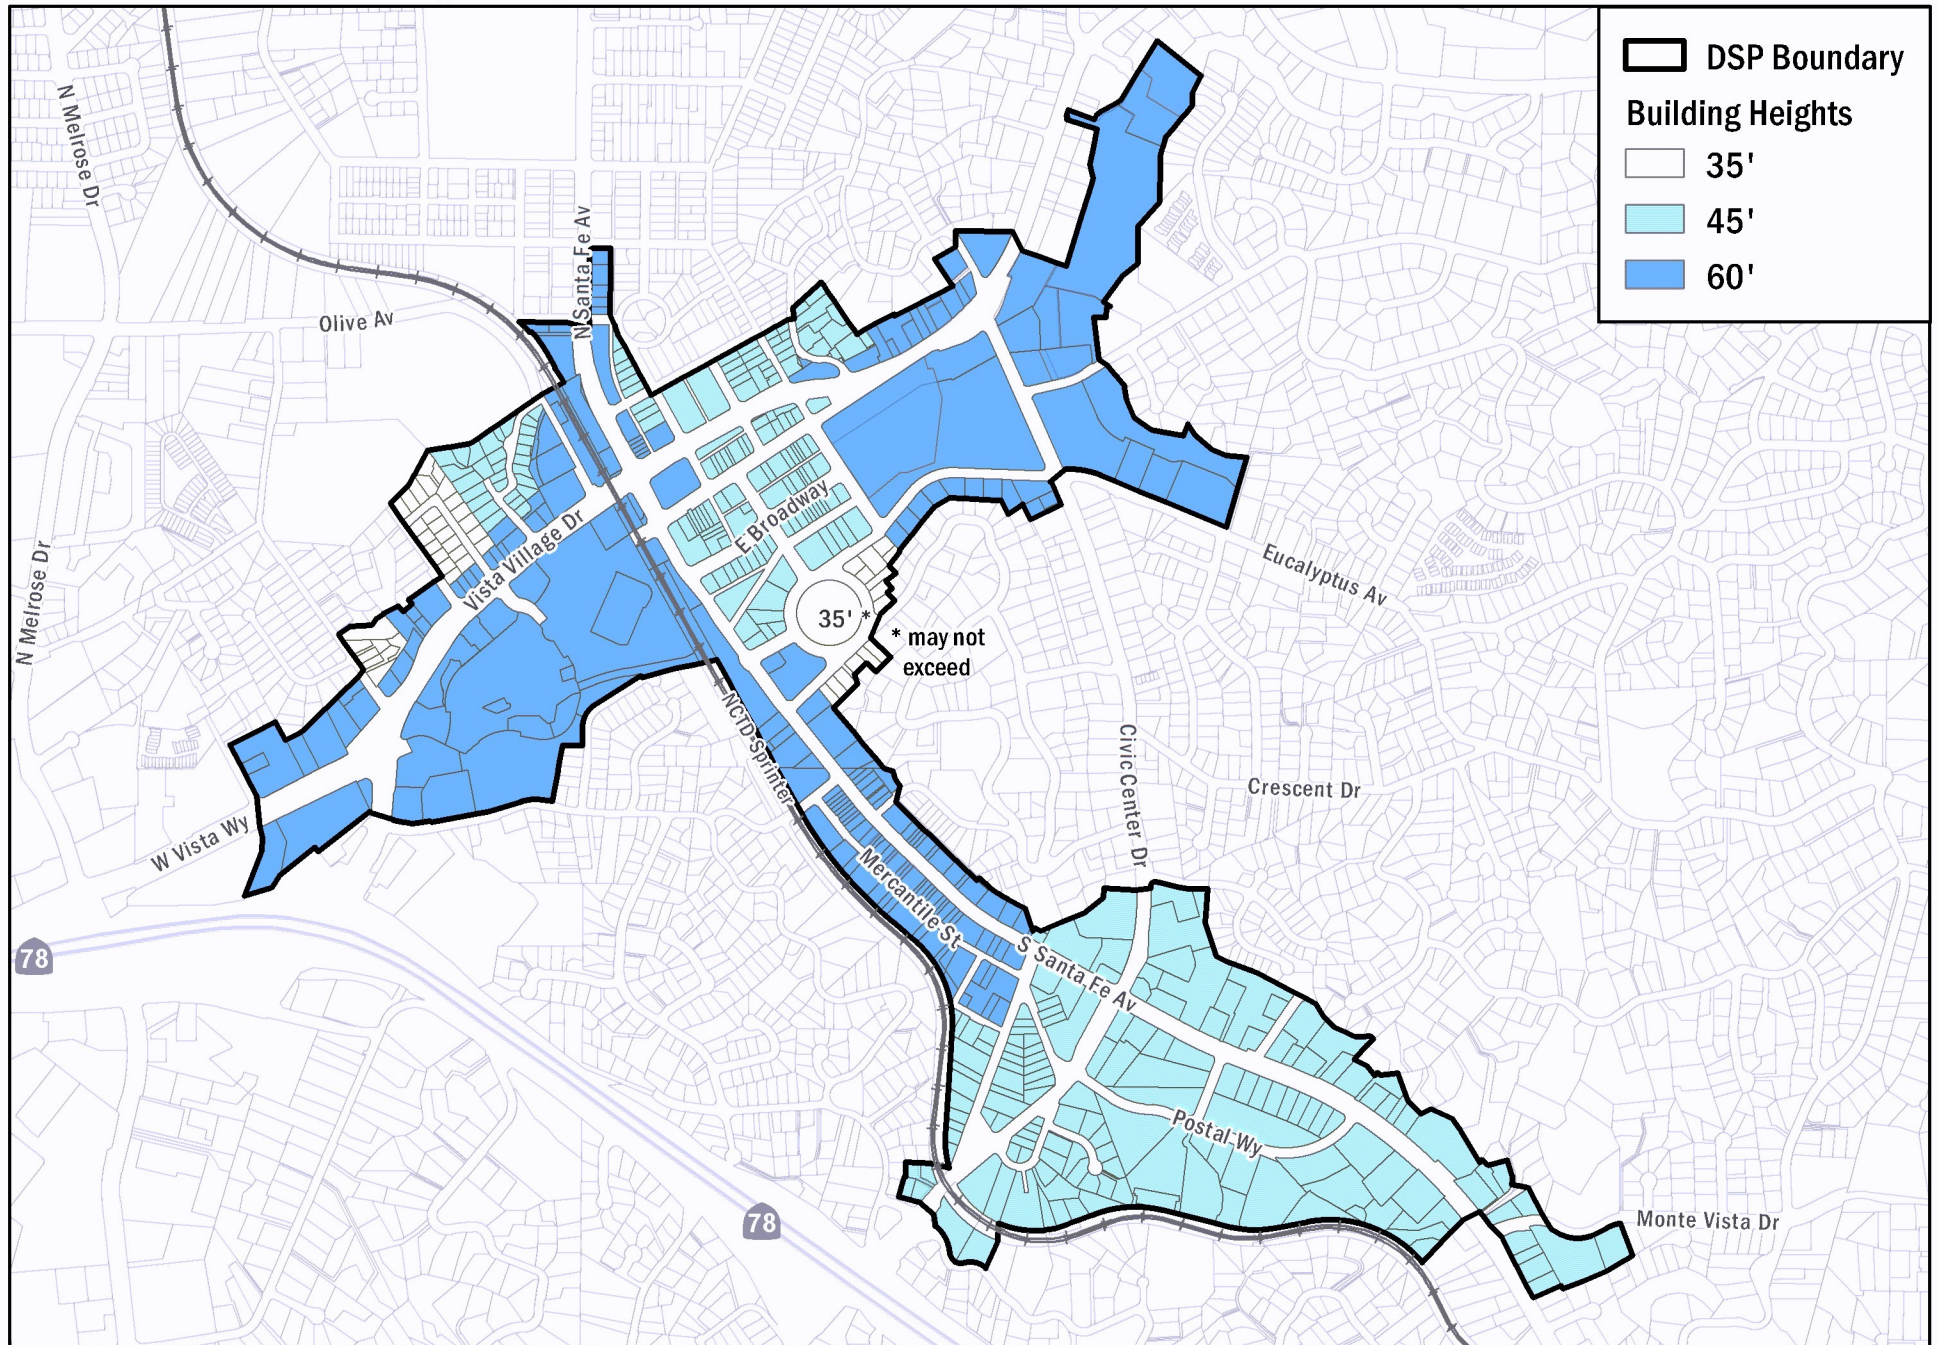 DSP Boundary
Building Heights
35'
45'
60'
N Melrose Dr
N Santa Fe Av
Olive Av
E Broadway
Vista Village Dr
N Melrose Dr
Eucalyptus Av
35' *
* may not
exceed
NCTD-Sprinter
Civic Center Dr
Crescent Dr
W Vista Wy
Mercantile St
78
S Santa Fe Av
Postal Wy
78
Monte Vista Dr